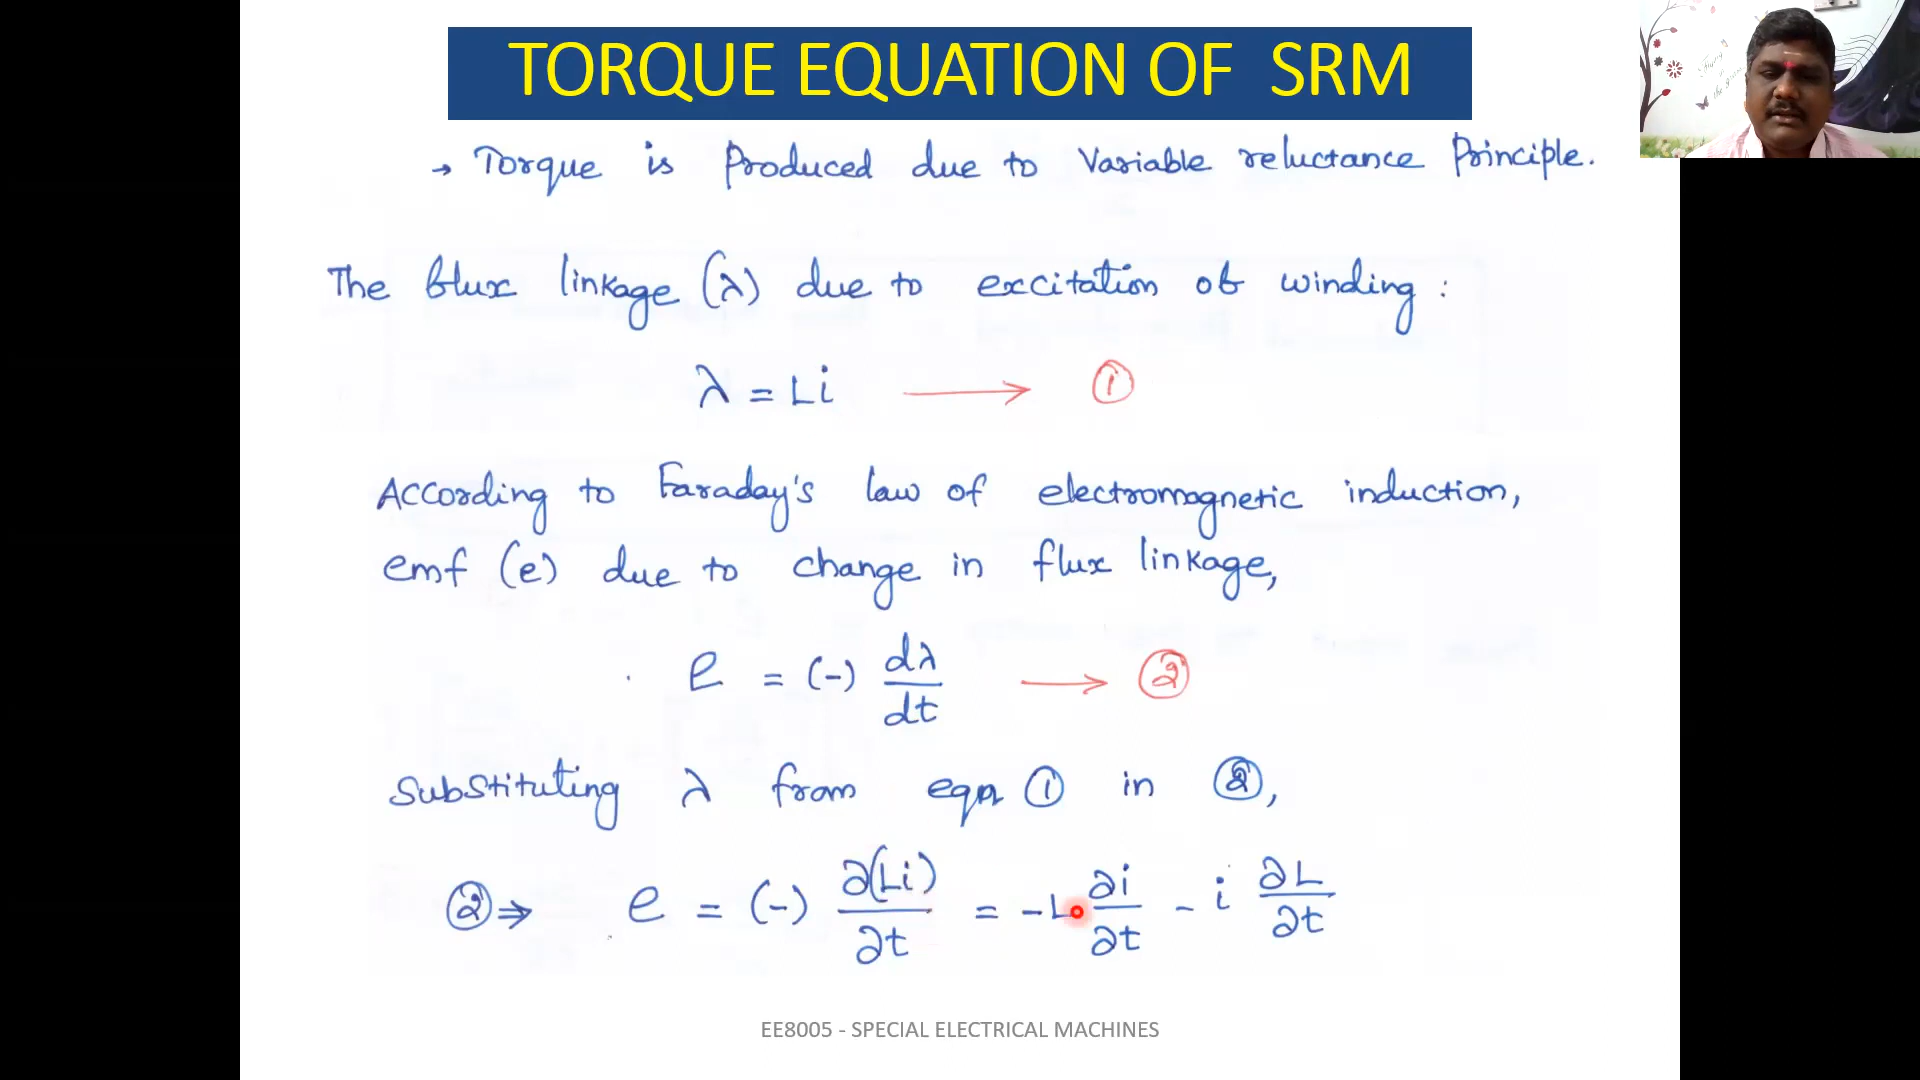 TORQUE EQUATION OF SRM
→ Torque is Produced due to Variable reluctance Principle.
The flux linkage (λ) due to excitation of winding :
λ = Li → ①
According to Faraday's law of electromagnetic induction,
emf (e) due to change in flux linkage,
e = (-) dλ/dt → ②
Substituting λ from eqn ① in ②,
② ⇒ e = (-) ∂(Li)/∂t = -L ∂i/∂t - i ∂L/∂t
EE8005 - SPECIAL ELECTRICAL MACHINES